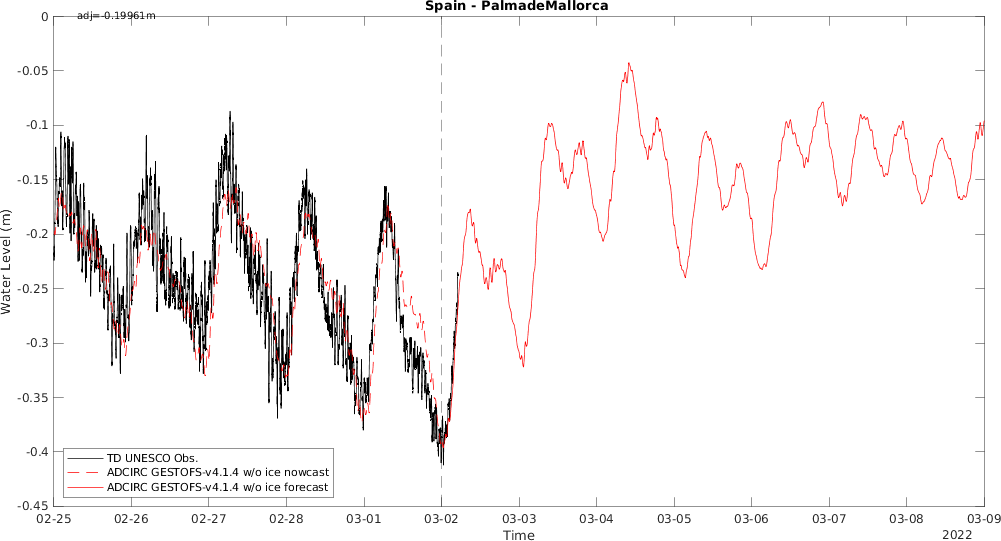 Spain - PalmadeMallorca
adj=-0.19961m
0
-0.05
-0.1
-0.15
-0.2
-0.25
-0.3
-0.35
-0.4
-0.45
Water Level (m)
TD UNESCO Obs.
ADCIRC GESTOFS-v4.1.4 w/o ice nowcast
ADCIRC GESTOFS-v4.1.4 w/o ice forecast
02-25 02-26 02-27 02-28 03-01 03-02 03-03 03-04 03-05 03-06 03-07 03-08 03-09
Time
2022